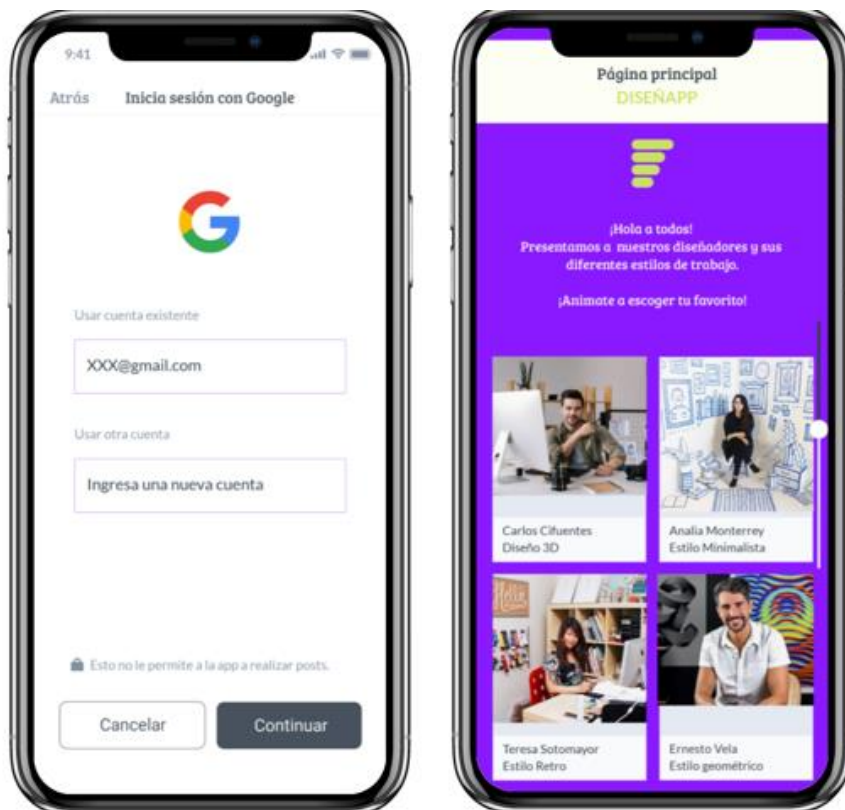 9:41
Atrás Inicia sesión con Google
Usar cuenta existente
XXX@gmail.com
Usar otra cuenta
Ingresa una nueva cuenta
Esto no le permite a la app a realizar posts.
Cancelar Continuar
Página principal
DISEÑAPP
¡Hola a todos!
Presentamos a nuestros diseñadores y sus
diferentes estilos de trabajo.
¡Animate a escoger tu favorito!
Carlos Cifuentes
Diseño 3D
Analia Monterrey
Estilo Minimalista
Teresa Sotomayor
Estilo Retro
Ernesto Vela
Estilo geométrico